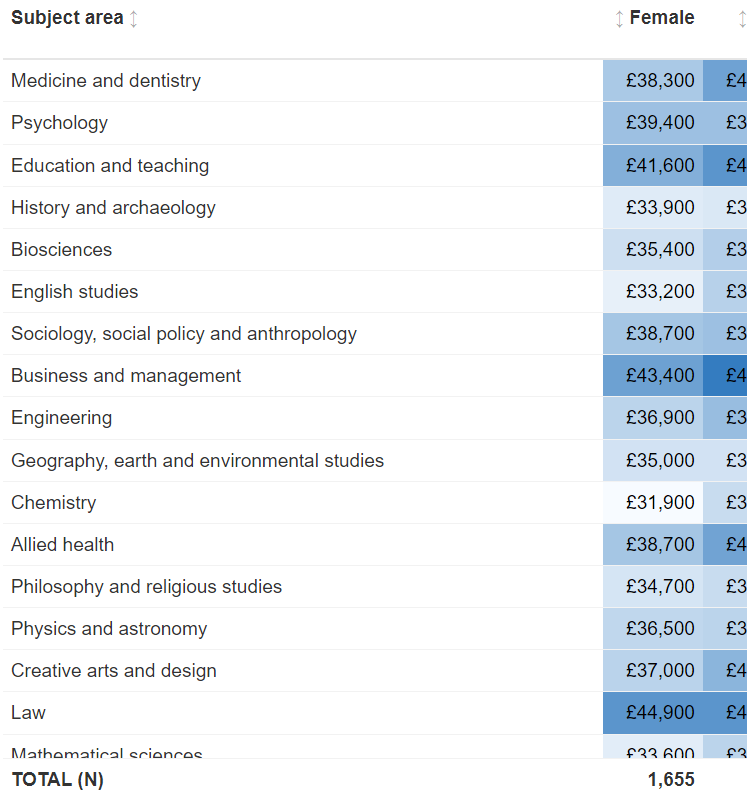 Subject area Female
Medicine and dentistry £38,300 £4
Psychology £39,400 £3
Education and teaching £41,600 £4
History and archaeology £33,900 £3
Biosciences £35,400 £3
English studies £33,200 £3
Sociology, social policy and anthropology £38,700 £3
Business and management £43,400 £4
Engineering £36,900 £3
Geography, earth and environmental studies £35,000 £3
Chemistry £31,900 £3
Allied health £38,700 £4
Philosophy and religious studies £34,700 £3
Physics and astronomy £36,500 £3
Creative arts and design £37,000 £4
Law £44,900 £4
Mathematical sciences £33,600 £3
TOTAL (N) 1,655